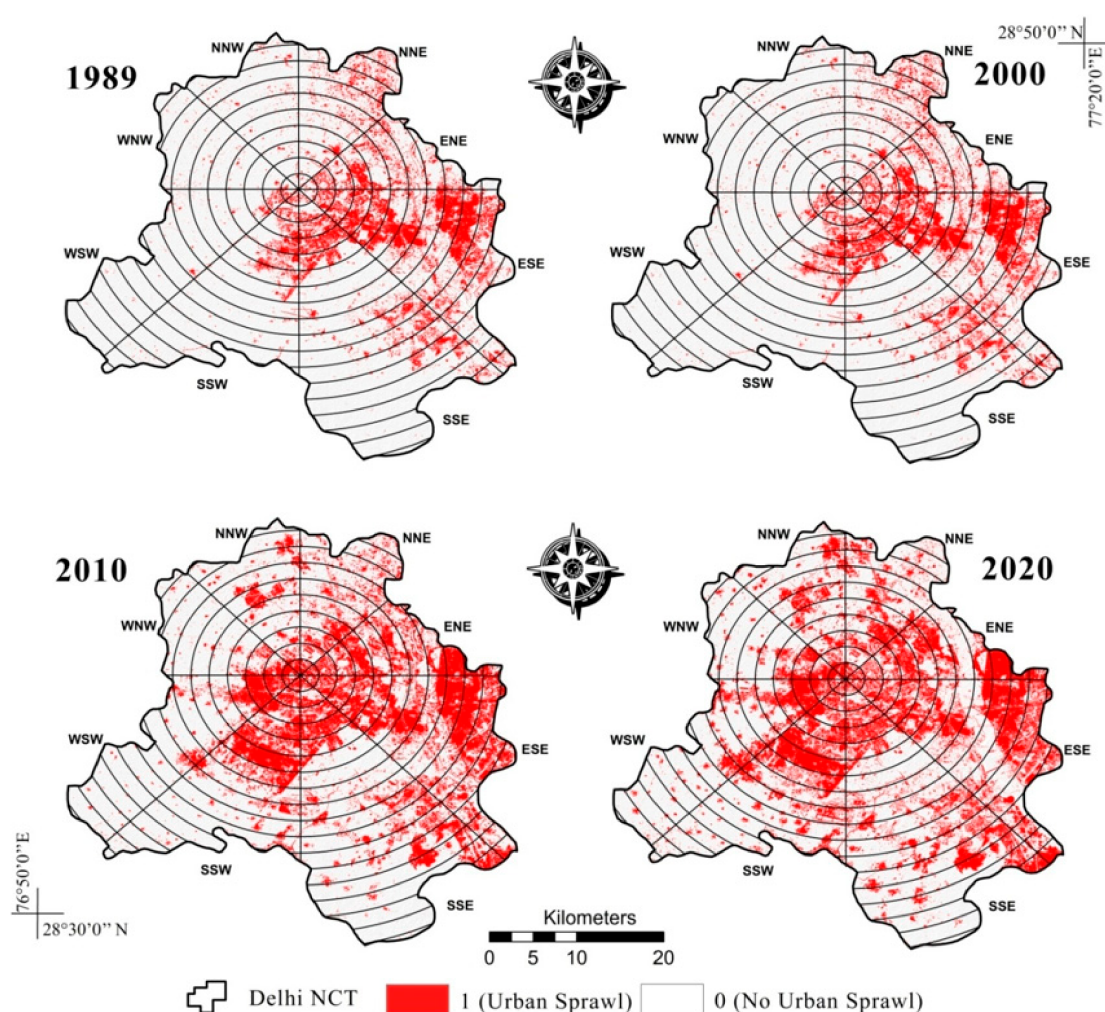 1989
NNW
NNE
WNW
ENE
WSW
ESE
SSW
SSE
28°50'0’’ N
77°20'0’’E
2000
NNW
NNE
WNW
ENE
WSW
ESE
SSW
SSE
2010
NNW
NNE
WNW
ENE
WSW
ESE
SSW
SSE
76°50’0’’E
28°30’0’’ N
2020
NNW
NNE
WNW
ENE
WSW
ESE
SSW
SSE
Kilometers
0 5 10 20
Delhi NCT 1 (Urban Sprawl) 0 (No Urban Sprawl)